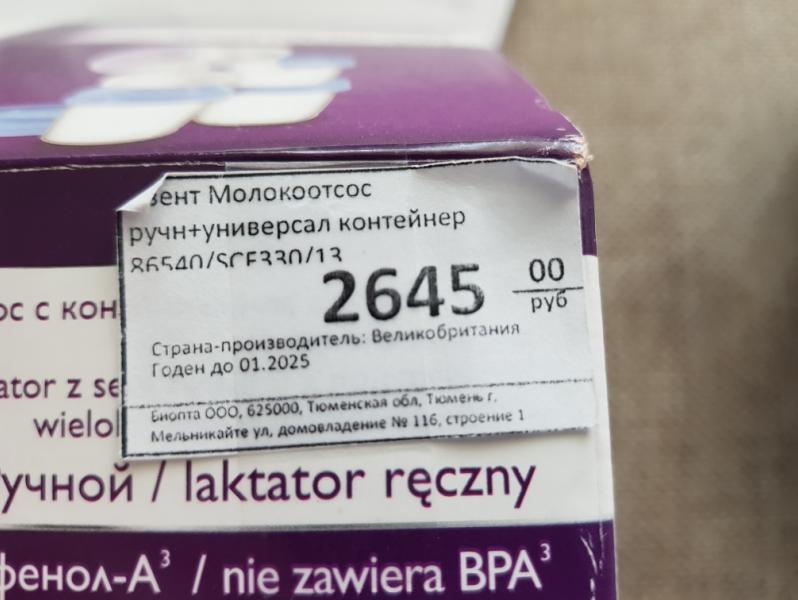 вент Молокоотсос
ручн+универсал контейнер
86540/SCF330/13
2645 00
руб
Страна-производитель: Великобритания
Годен до 01.2025
Биопта ООО, 625000, Тюменская обл, Тюмень г,
Мельникайте ул, домовладение № 116, строение 1
ос с кон
ator z se
wielo
учной / laktator ręczny
фенол-А³ / nie zawiera BPA³